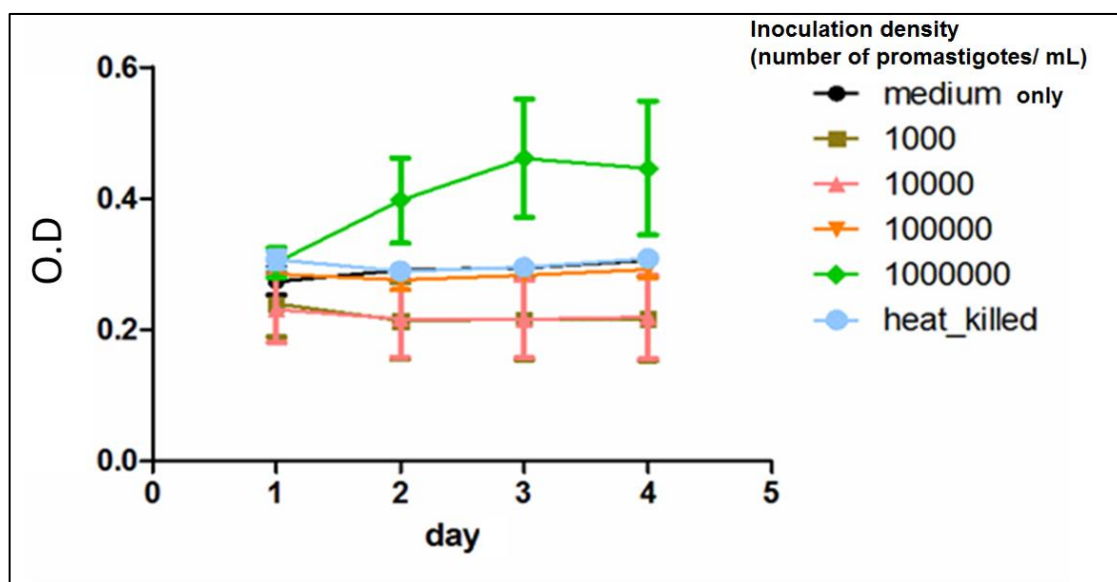 Inoculation density
(number of promastigotes/ mL)
medium only
1000
10000
100000
1000000
heat_killed
0.6
0.4
0.2
0.0
O.D
0 1 2 3 4 5
day